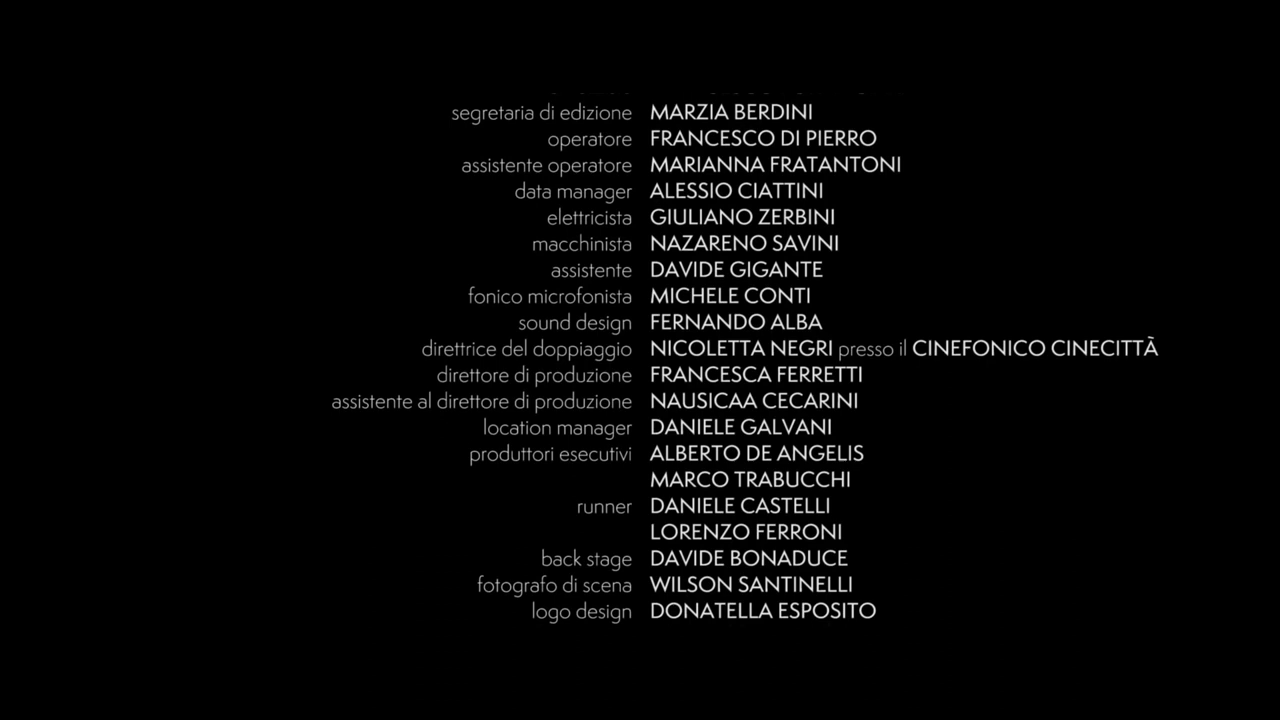 segretaria di edizione MARZIA BERDINI
operatore FRANCESCO DI PIERRO
assistente operatore MARIANNA FRATANTONI
data manager ALESSIO CIATTINI
elettricista GIULIANO ZERBINI
macchinista NAZARENO SAVINI
assistente DAVIDE GIGANTE
fonico microfonista MICHELE CONTI
sound design FERNANDO ALBA
direttrice del doppiaggio NICOLETTA NEGRI presso il CINEFONICO CINECITTÀ
direttore di produzione FRANCESCA FERRETTI
assistente al direttore di produzione NAUSICAA CECARINI
location manager DANIELE GALVANI
produttori esecutivi ALBERTO DE ANGELIS
MARCO TRABUCCHI
runner DANIELE CASTELLI
LORENZO FERRONI
back stage DAVIDE BONADUCE
fotografo di scena WILSON SANTINELLI
logo design DONATELLA ESPOSITO